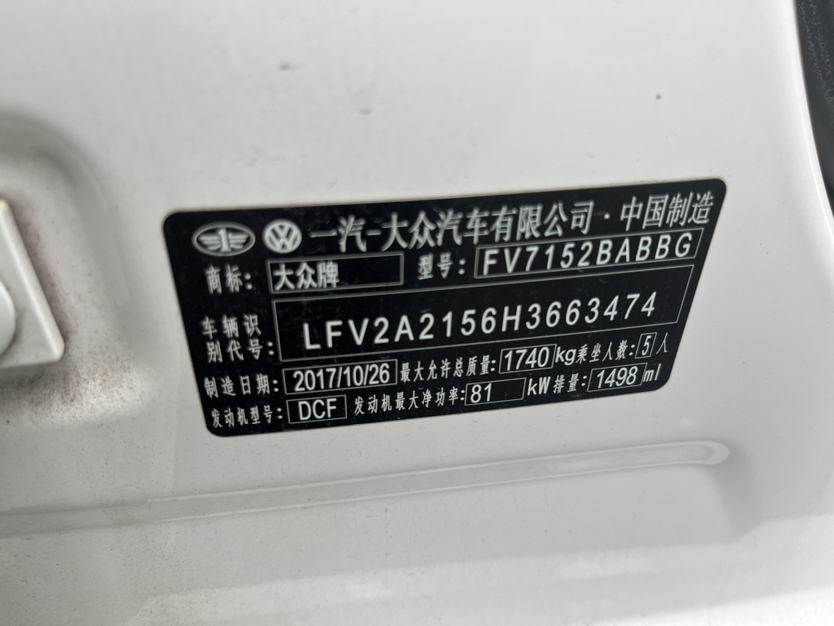 一汽-大众汽车有限公司·中国制造
商标: 大众牌 型号: FV7152BABBG
车辆识别代号: LFV2A2156H3663474
制造日期: 2017/10/26 最大允许总质量: 1740 kg 乘坐人数: 5 人
发动机型号: DCF 发动机最大净功率: 81 kW 排量: 1498 ml